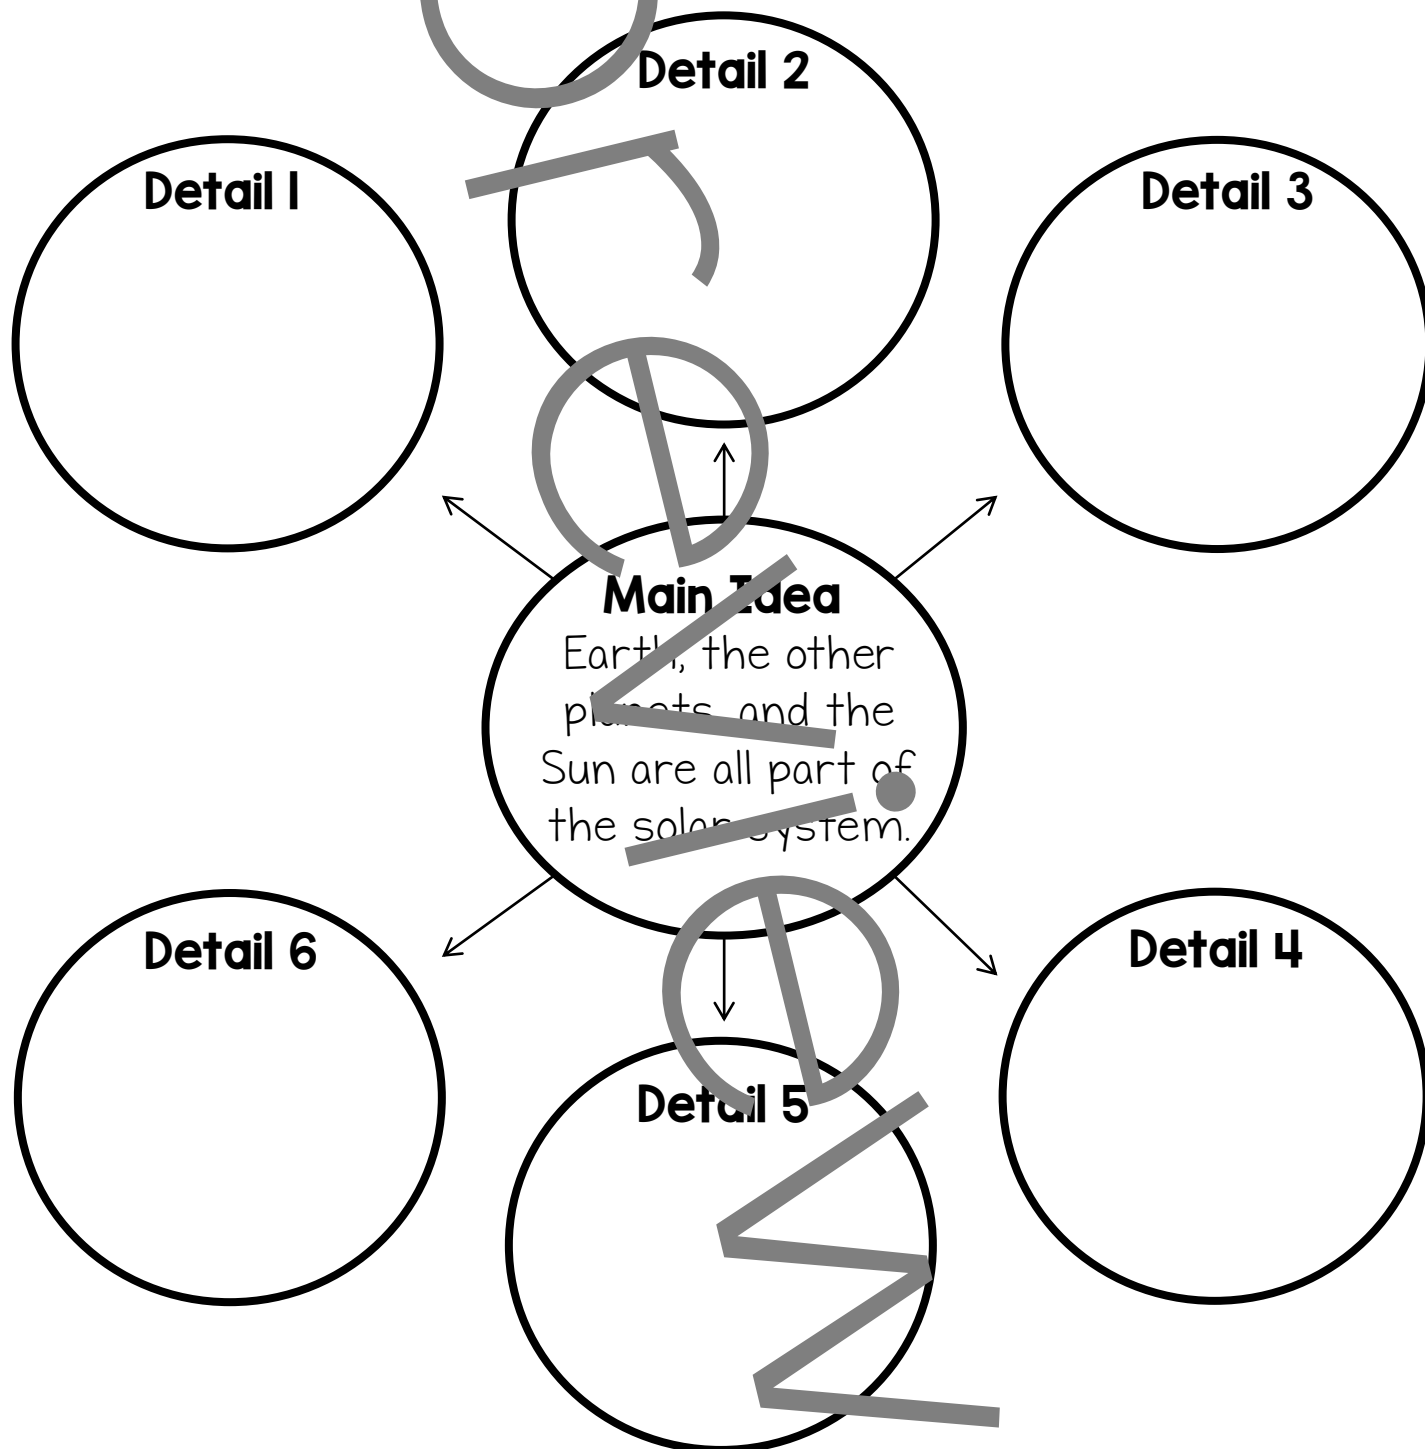 Detail 2
Detail 1
Detail 3
Main Idea
Earth, the other
planets, and the
Sun are all part of
the solar system.
Detail 6
Detail 4
Detail 5
review